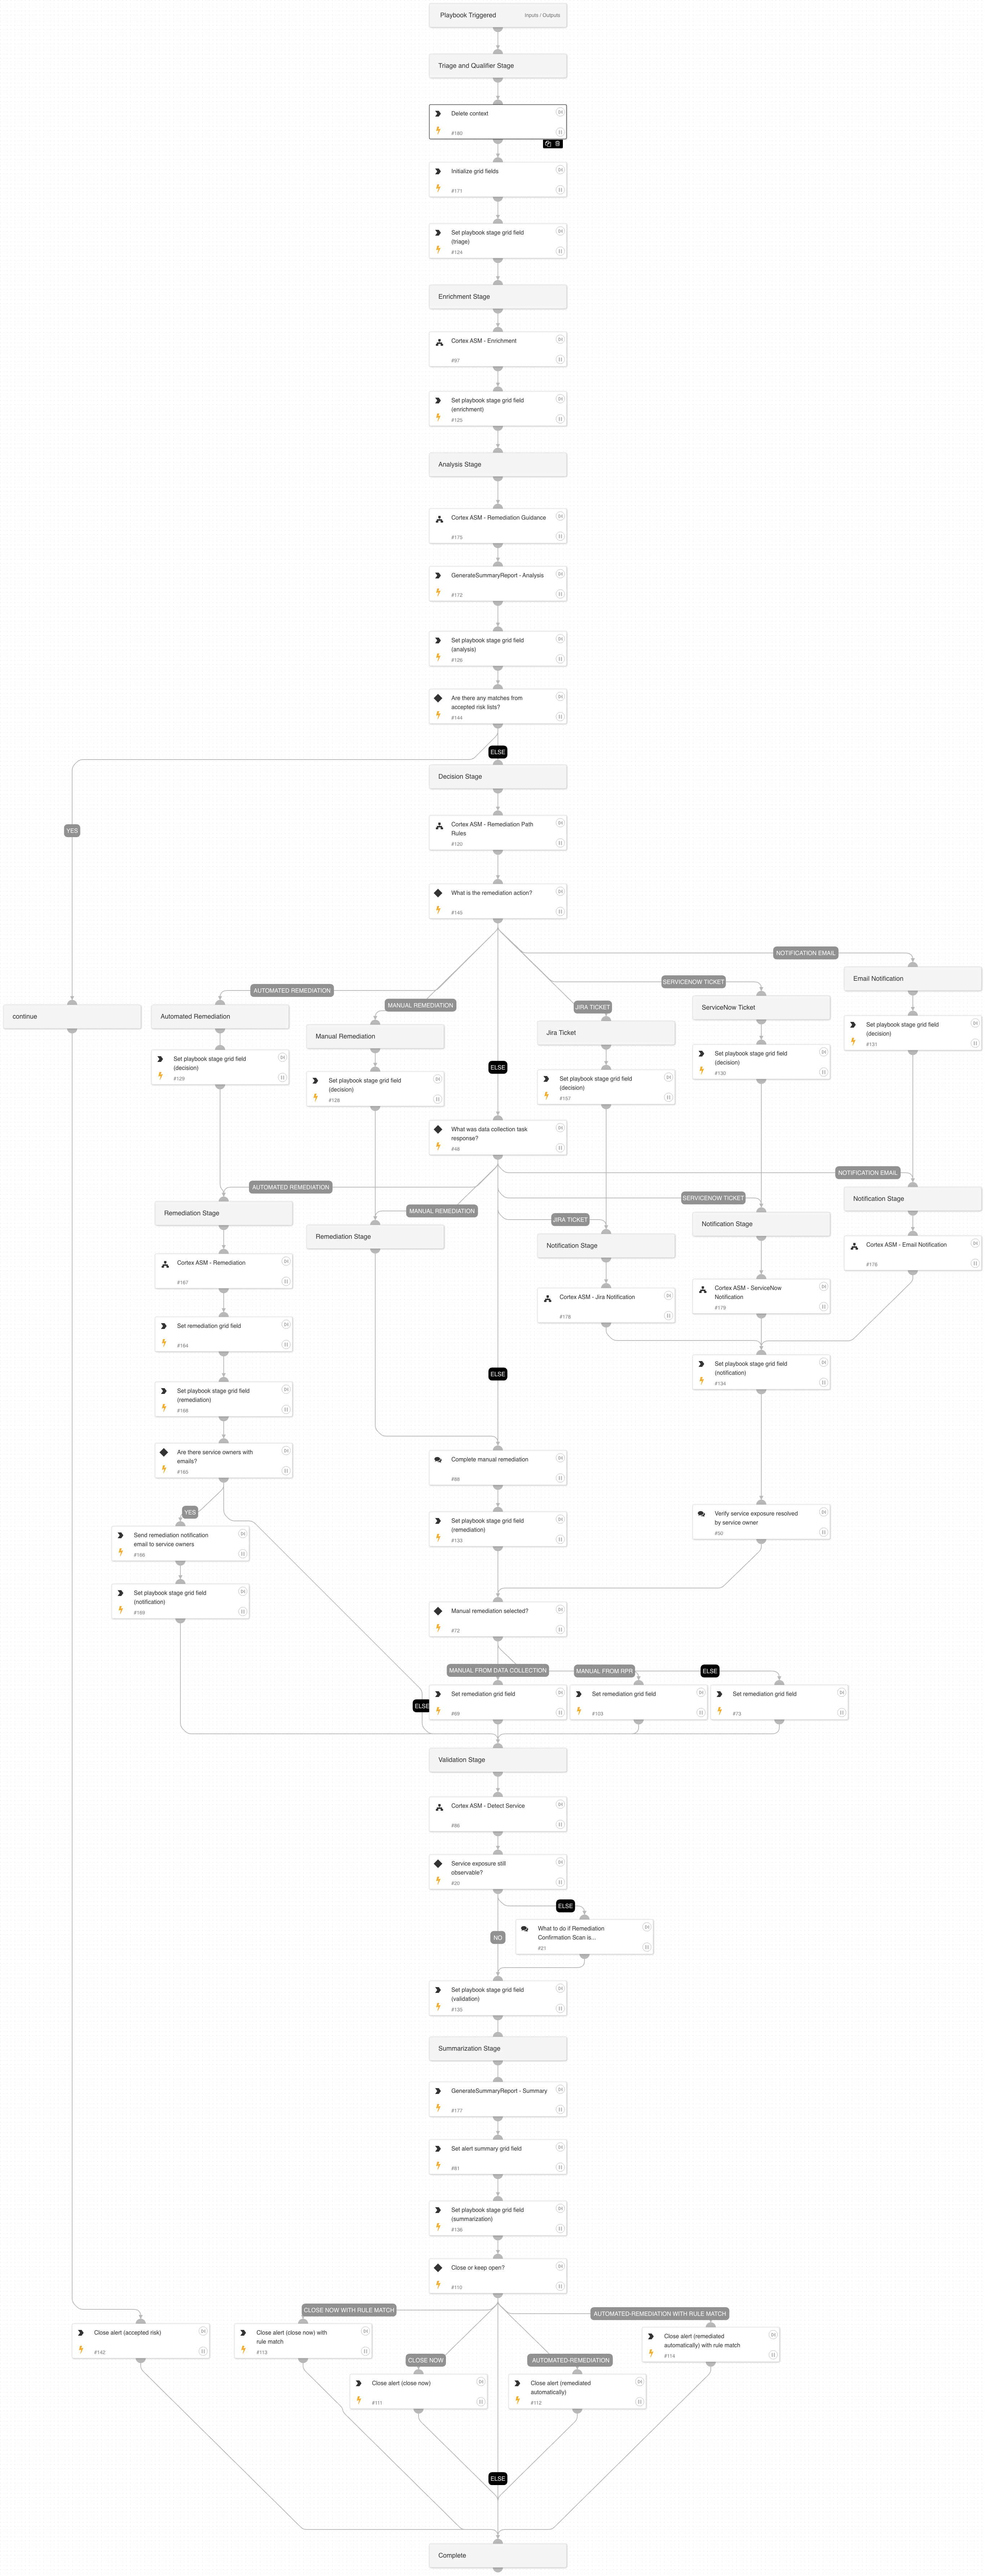 Playbook Triggered
Inputs / Outputs
Triage and Qualifier Stage
Delete context
#180
Initialize grid fields
#171
Set playbook stage grid field
(triage)
#124
Enrichment Stage
Cortex ASM - Enrichment
#97
Set playbook stage grid field
(enrichment)
#125
Analysis Stage
Cortex ASM - Remediation Guidance
#175
GenerateSummaryReport - Analysis
#172
Set playbook stage grid field
(analysis)
#126
Are there any matches from
accepted risk lists?
#144
ELSE
Decision Stage
YES
Cortex ASM - Remediation Path
Rules
#120
What is the remediation action?
#145
NOTIFICATION EMAIL
SERVICENOW TICKET
AUTOMATED REMEDIATION
MANUAL REMEDIATION
JIRA TICKET
Email Notification
ServiceNow Ticket
continue
Automated Remediation
Manual Remediation
Jira Ticket
Set playbook stage grid field
(decision)
#131
Set playbook stage grid field
(decision)
#130
Set playbook stage grid field
(decision)
#129
ELSE
Set playbook stage grid field
(decision)
#128
Set playbook stage grid field
(decision)
#157
What was data collection task
response?
#48
NOTIFICATION EMAIL
AUTOMATED REMEDIATION
SERVICENOW TICKET
MANUAL REMEDIATION
JIRA TICKET
Notification Stage
Remediation Stage
Notification Stage
Remediation Stage
Notification Stage
Cortex ASM - Email Notification
#176
Cortex ASM - Remediation
#167
Cortex ASM - ServiceNow
Notification
#179
Cortex ASM - Jira Notification
#178
Set remediation grid field
#164
Set playbook stage grid field
(notification)
#134
ELSE
Set playbook stage grid field
(remediation)
#168
Are there service owners with
emails?
#165
Complete manual remediation
#88
YES
Verify service exposure resolved
by service owner
#50
Set playbook stage grid field
(remediation)
#133
Send remediation notification
email to service owners
#166
Set playbook stage grid field
(notification)
#169
Manual remediation selected?
#72
MANUAL FROM DATA COLLECTION
MANUAL FROM RPR
ELSE
ELSE
Set remediation grid field
#69
Set remediation grid field
#103
Set remediation grid field
#73
Validation Stage
Cortex ASM - Detect Service
#86
Service exposure still
observable?
#20
ELSE
NO
What to do if Remediation
Confirmation Scan is...
#21
Set playbook stage grid field
(validation)
#135
Summarization Stage
GenerateSummaryReport - Summary
#177
Set alert summary grid field
#61
Set playbook stage grid field
(summarization)
#136
Close or keep open?
#110
CLOSE NOW WITH RULE MATCH
AUTOMATED-REMEDIATION WITH RULE MATCH
Close alert (accepted risk)
#142
Close alert (close now) with
rule match
#113
Close alert (remediated
automatically) with rule match
#114
CLOSE NOW
AUTOMATED-REMEDIATION
Close alert (close now)
#111
Close alert (remediated
automatically)
#112
ELSE
Complete